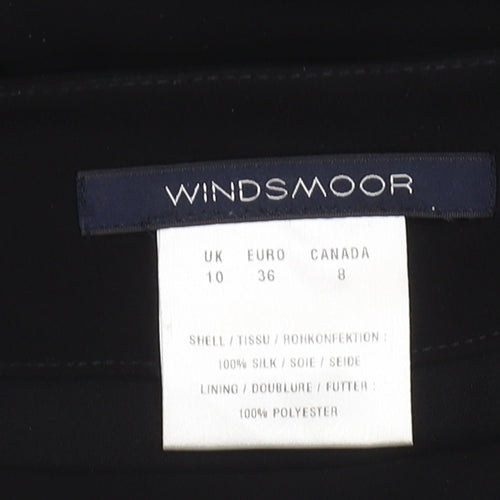 WINDSMOOR
UK EURO CANADA
10 36 8
SHELL / TISSU / ROHKONFEKTION :
100% SILK / SOIE / SEIDE
LINING / DOUBLURE / FUTTER :
100% POLYESTER